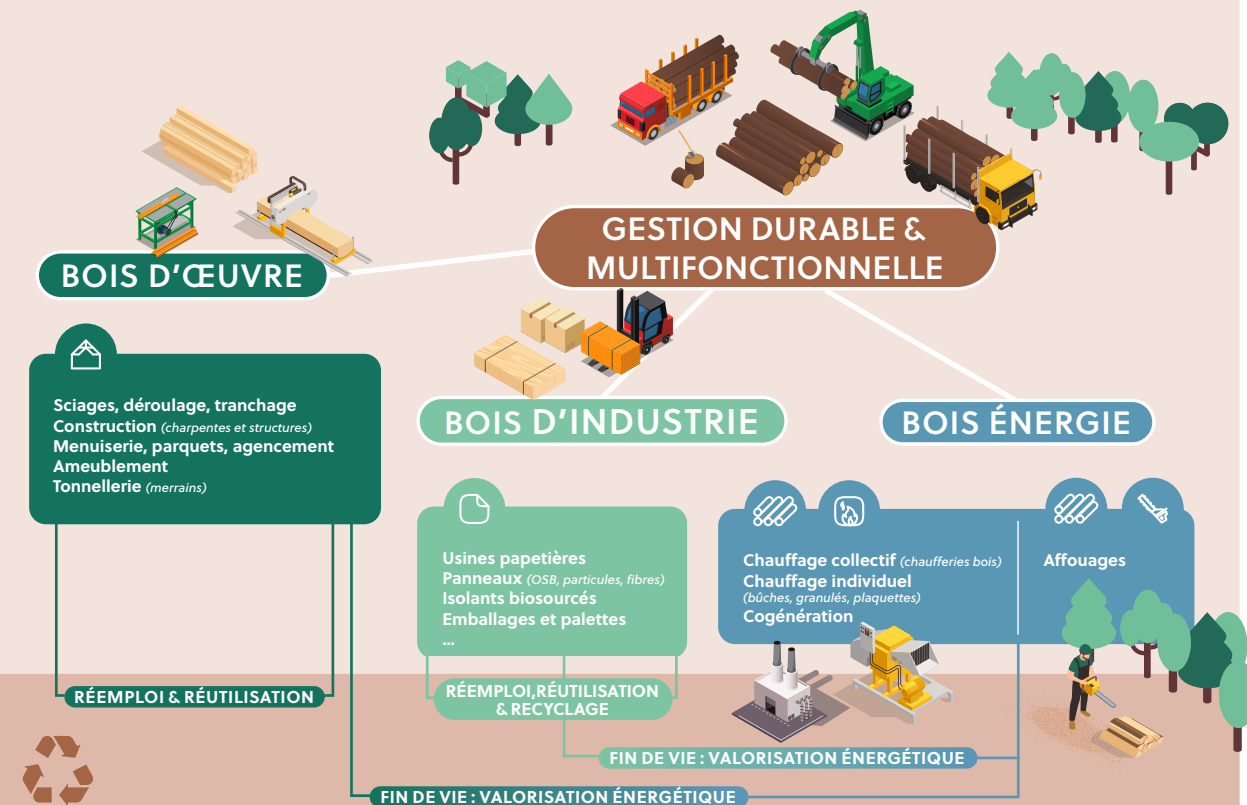 GESTION DURABLE &
MULTIFONCTIONNELLE
BOIS D'ŒUVRE
Sciages, déroulage, tranchage
Construction (charpentes et structures)
Menuiserie, parquets, agencement
Ameublement
Tonnellerie (merrains)
RÉEMPLOI & RÉUTILISATION
BOIS D'INDUSTRIE
Usines papetières
Panneaux (OSB, particules, fibres)
Isolants biosourcés
Emballages et palettes
...
RÉEMPLOI,RÉUTILISATION
& RECYCLAGE
BOIS ÉNERGIE
Chauffage collectif (chaufferies bois)
Chauffage individuel
(bûches, granulés, plaquettes)
Cogénération
Affouages
FIN DE VIE : VALORISATION ÉNERGÉTIQUE
FIN DE VIE : VALORISATION ÉNERGÉTIQUE